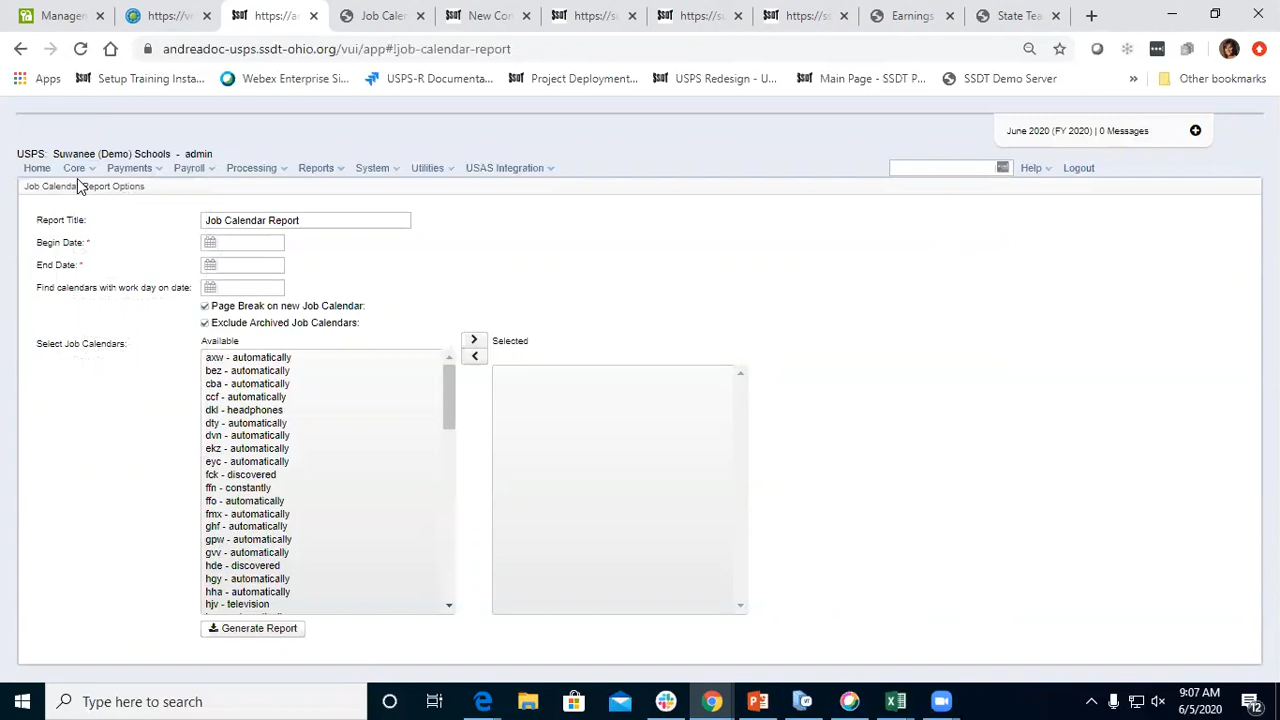 Managem
https://vi
https://ar
Job Cale
New Con
https://su
https://
https://s
Earnings
State Tea
andreadoc-usps.ssdt-ohio.org/vui/app#!job-calendar-report
Apps
Setup Training Insta...
Webex Enterprise Si...
USPS-R Documenta...
Project Deployment...
USPS Redesign - U...
Main Page - SSDT P...
SSDT Demo Server
»
Other bookmarks
June 2020 (FY 2020) | 0 Messages
USPS: Suwanee (Demo) Schools - admin
Home Core Payments Payroll Processing Reports System Utilities USAS Integration Help Logout
Job Calendar Report Options
Report Title: Job Calendar Report
Begin Date: *
End Date: *
Find calendars with work day on date:
Page Break on new Job Calendar:
Exclude Archived Job Calendars:
Select Job Calendars: Available Selected
axw - automatically
bez - automatically
cba - automatically
ccf - automatically
dkl - headphones
dty - automatically
dvn - automatically
ekz - automatically
eyc - automatically
fck - discovered
ffn - constantly
ffo - automatically
fmx - automatically
ghf - automatically
gpw - automatically
gvv - automatically
hde - discovered
hgy - automatically
hha - automatically
hjv - television
Generate Report
Type here to search
9:07 AM
6/5/2020
12